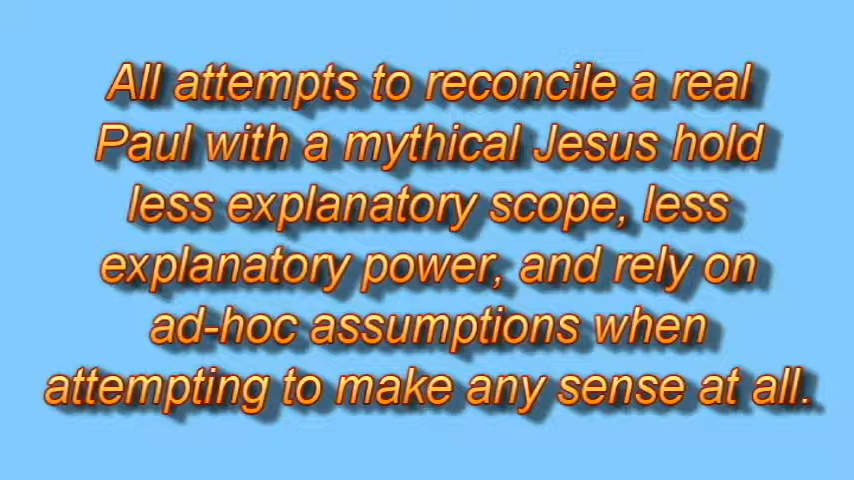 All attempts to reconcile a real
Paul with a mythical Jesus hold
less explanatory scope, less
explanatory power, and rely on
ad-hoc assumptions when
attempting to make any sense at all.